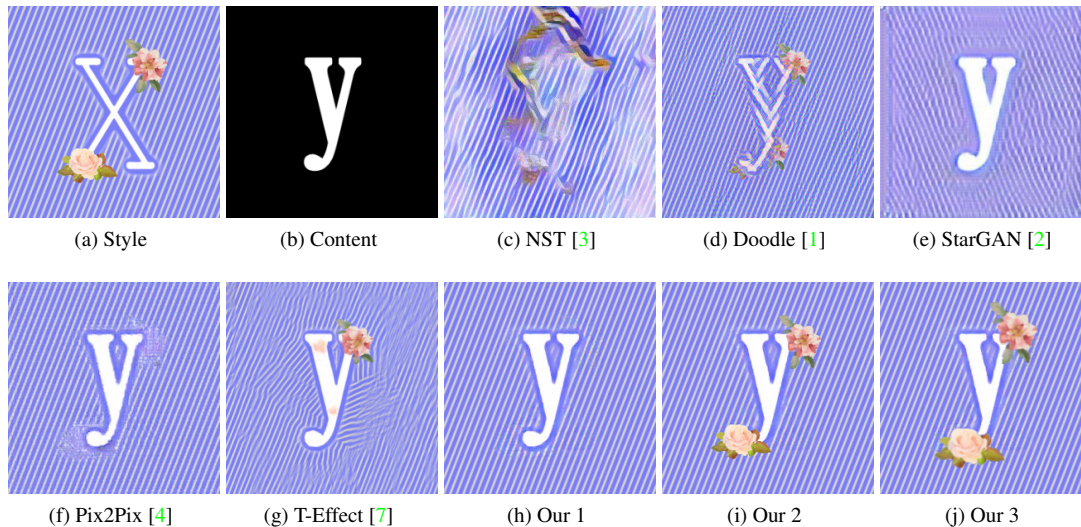 X
y
y
y
(a) Style
(b) Content
(c) NST [3]
(d) Doodle [1]
(e) StarGAN [2]
y
y
y
y
y
(f) Pix2Pix [4]
(g) T-Effect [7]
(h) Our 1
(i) Our 2
(j) Our 3